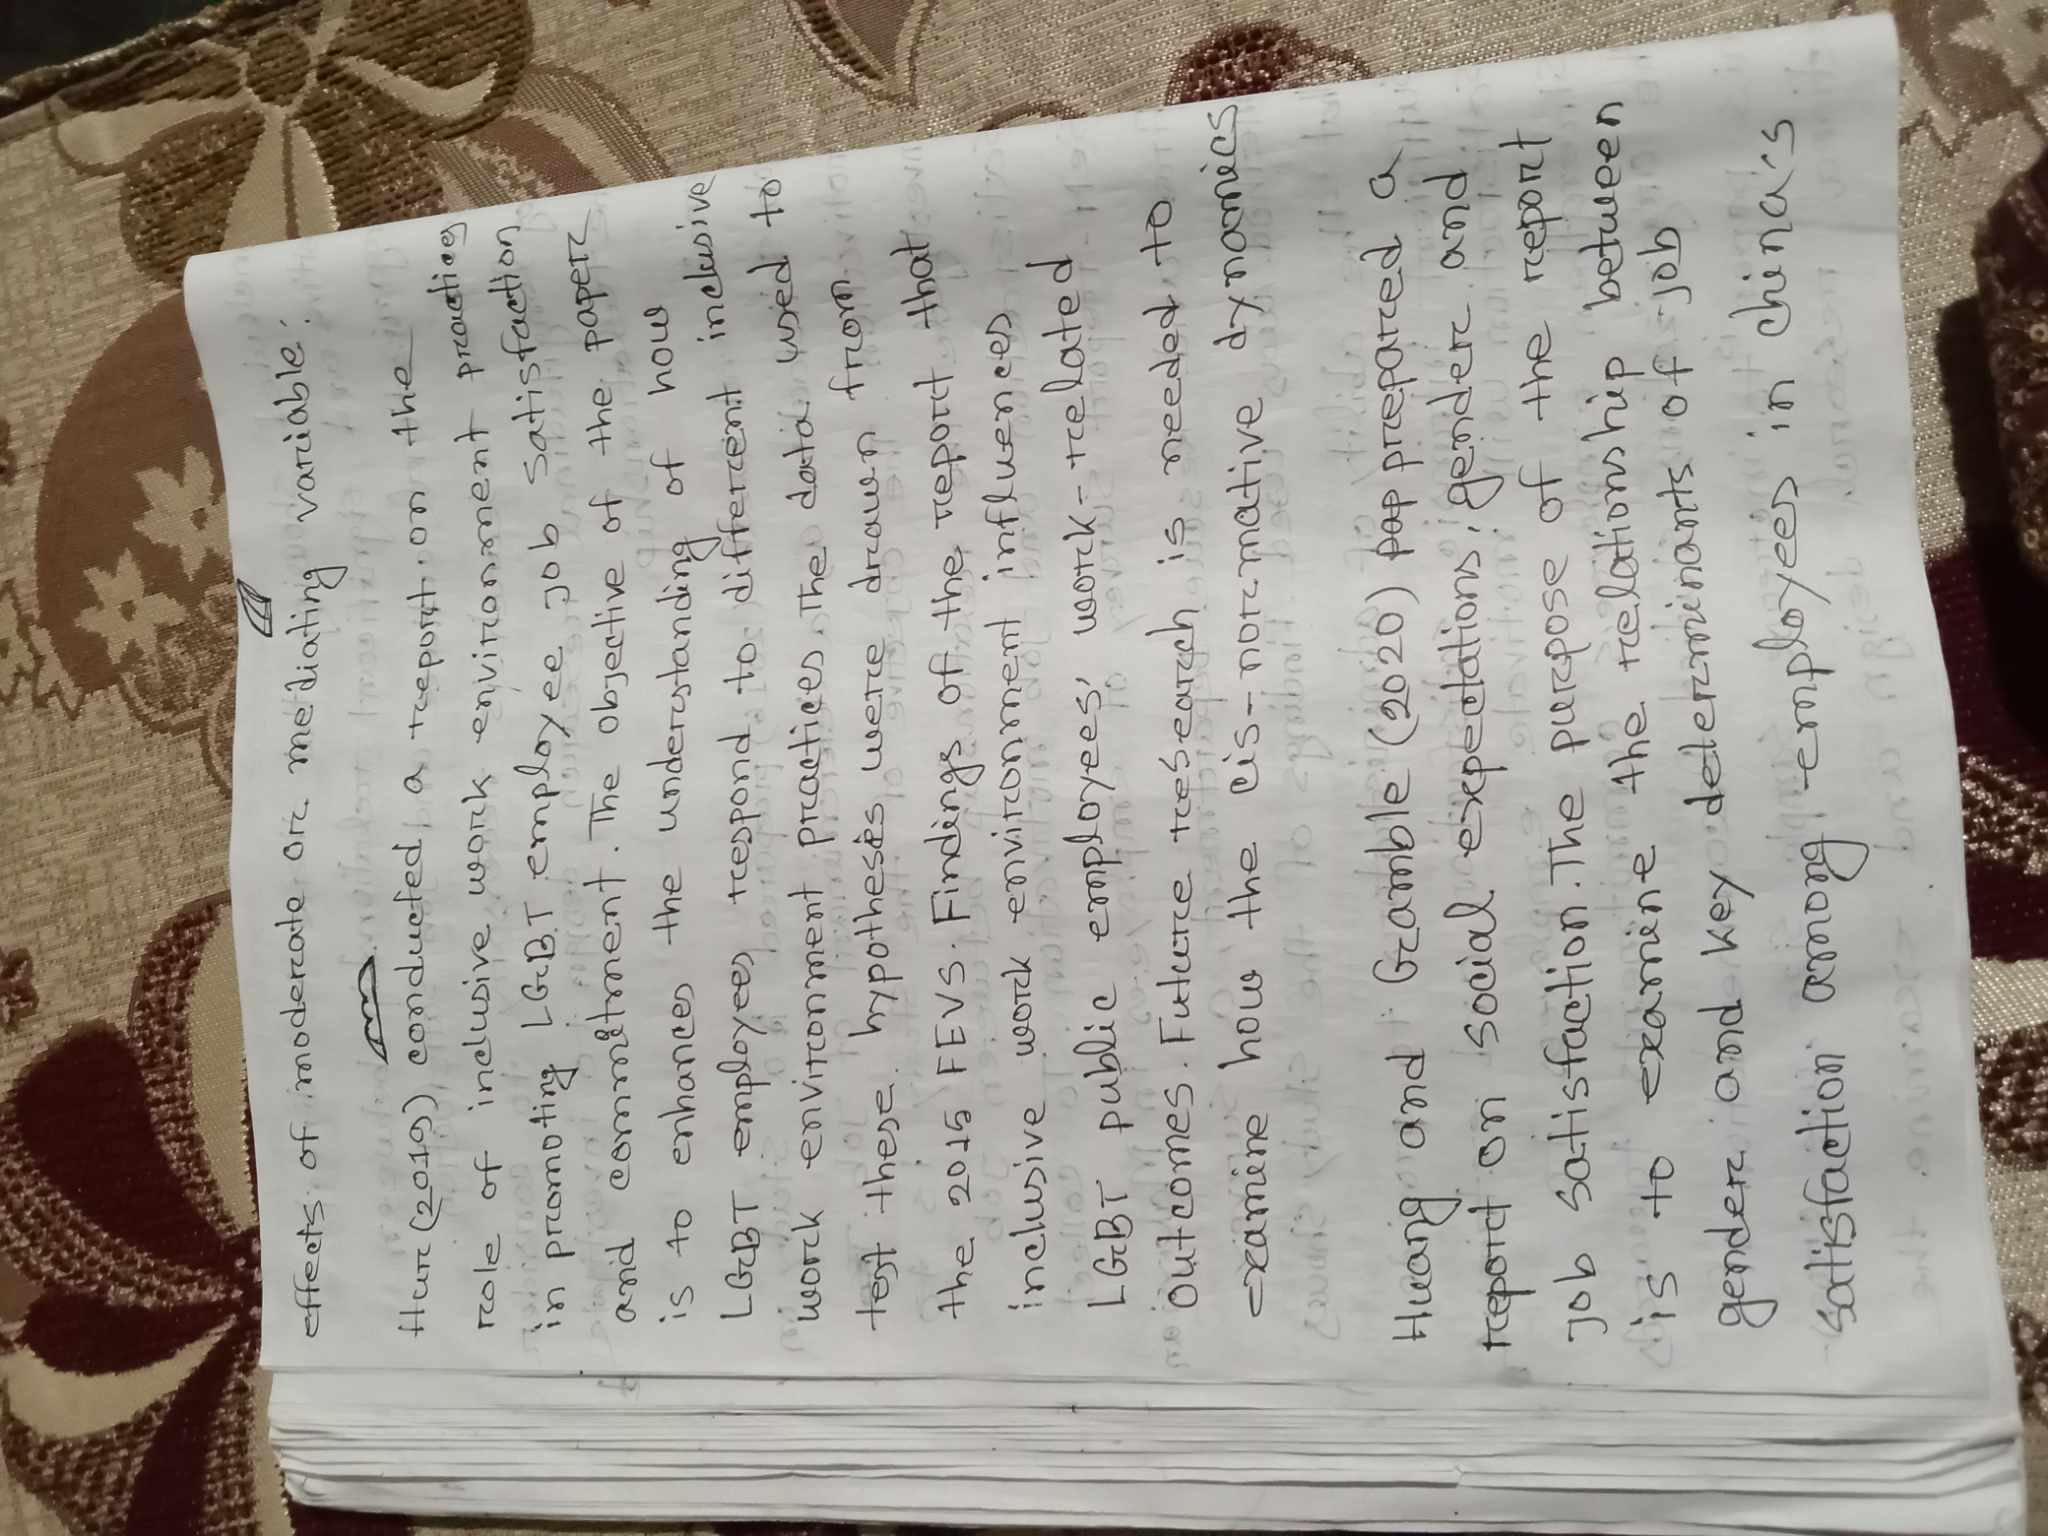 effects of moderate or mediating variable.
Hur (2019) conducted a report on the
role of inclusive work environment practices
in promoting LGBT employee job satisfaction
and commitment. The objective of the paper
is to enhances the understanding of how
LGBT employees respond to different inclusive
work environment practices. The data used to
test these hypothesis were drawn from
the 2015 FEVS. Findings of the report that
inclusive work environment influences
LGBT public employees' work-related
outcomes. Future research is needed to
examine how the cis-normative dynamics
Huang and Gamble (2020) pap prepared a
report on social expectations, gender and
job satisfaction. The purpose of the report
is to examine the relationship between
gender and key determinants of job
satisfaction among employees in china's